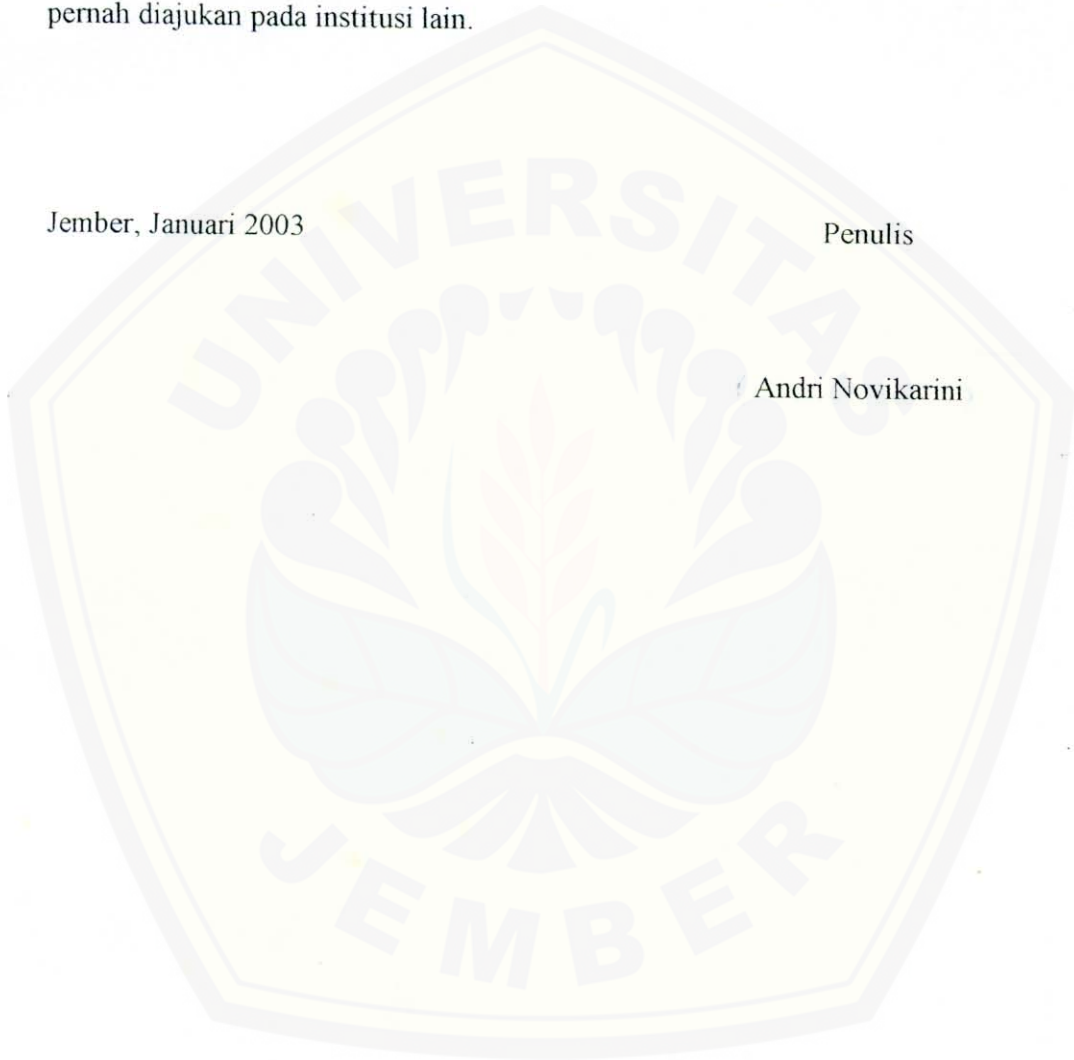 pernah diajukan pada institusi lain.
Jember, Januari 2003
Penulis
Andri Novikarini
UNIVERSITAS
JEMBER